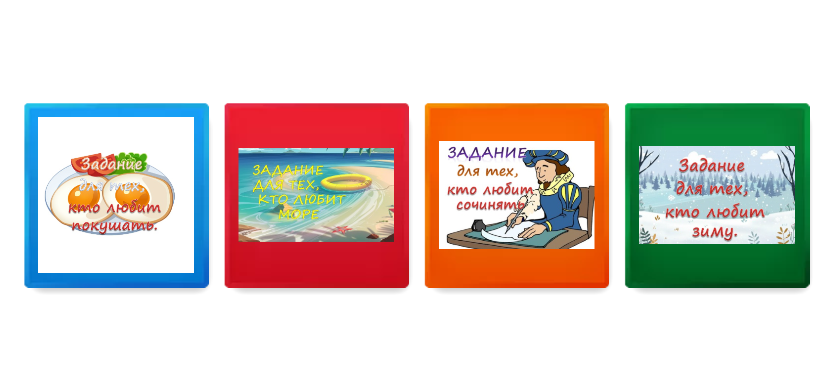 Задание
для тех,
кто любит
покушать.
ЗАДАНИЕ
ДЛЯ ТЕХ,
КТО ЛЮБИТ
МОРЕ
ЗАДАНИЕ
для тех,
кто любит
сочинять
Задание
для тех,
кто любит
зиму.